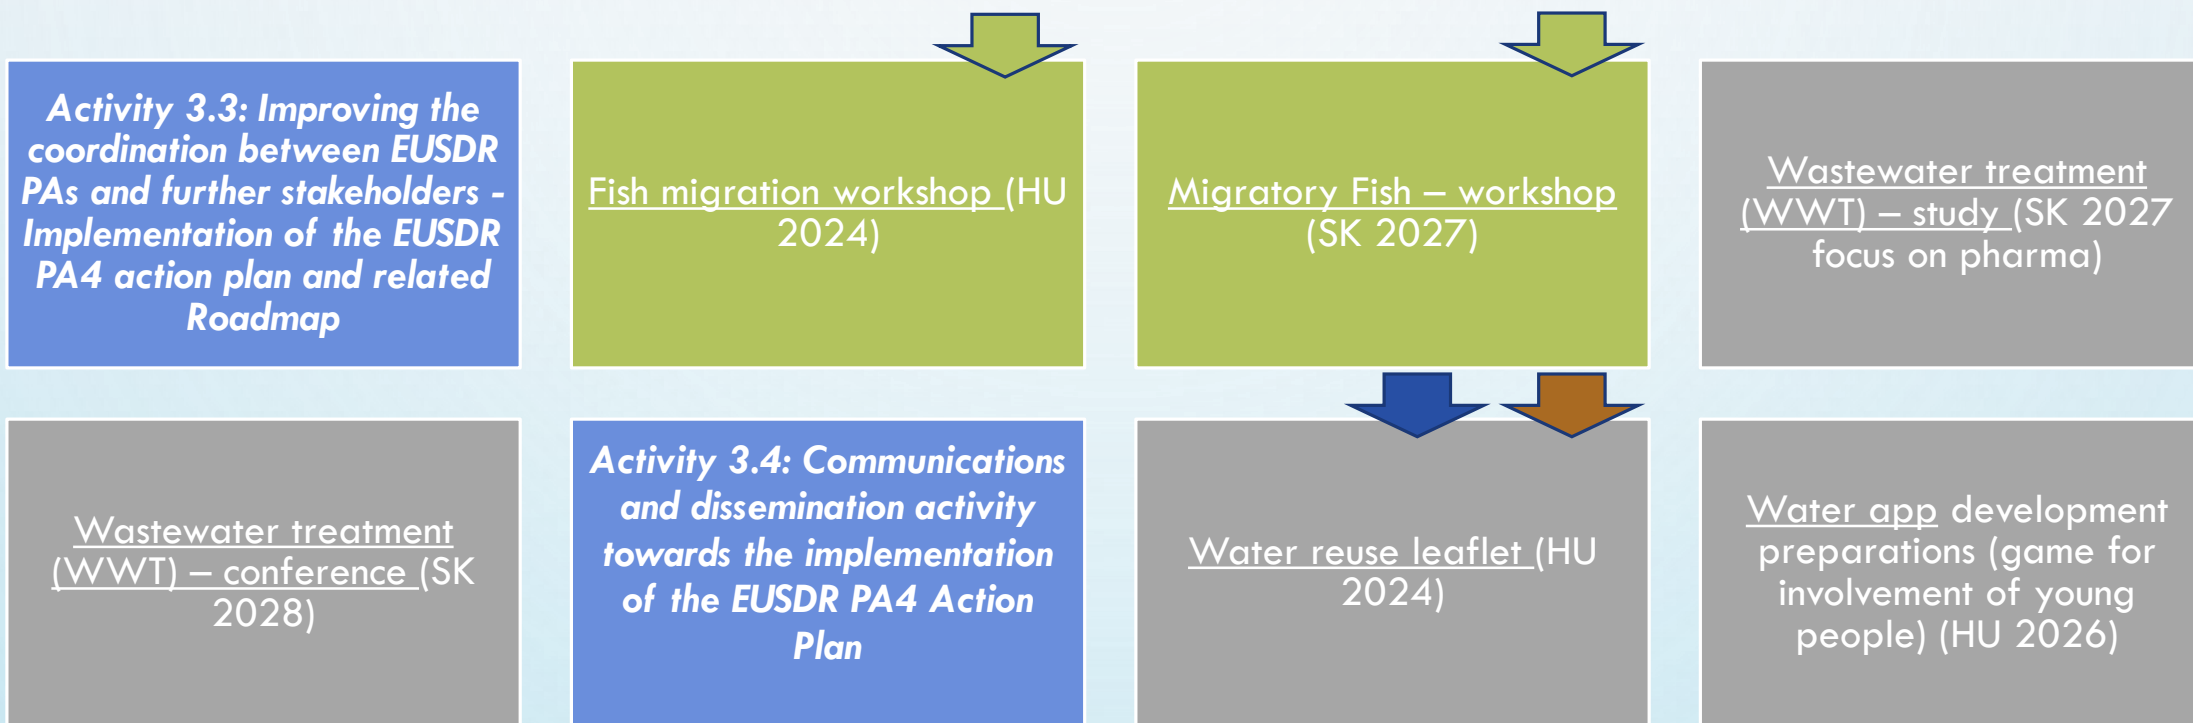 Activity 3.3: Improving the
coordination between EUSDR
PAs and further stakeholders -
Implementation of the EUSDR
PA4 action plan and related
Roadmap
Fish migration workshop (HU
2024)
Migratory Fish – workshop
(SK 2027)
Wastewater treatment
(WWT) – study (SK 2027
focus on pharma)
Wastewater treatment
(WWT) – conference (SK
2028)
Activity 3.4: Communications
and dissemination activity
towards the implementation
of the EUSDR PA4 Action
Plan
Water reuse leaflet (HU
2024)
Water app development
preparations (game for
involvement of young
people) (HU 2026)